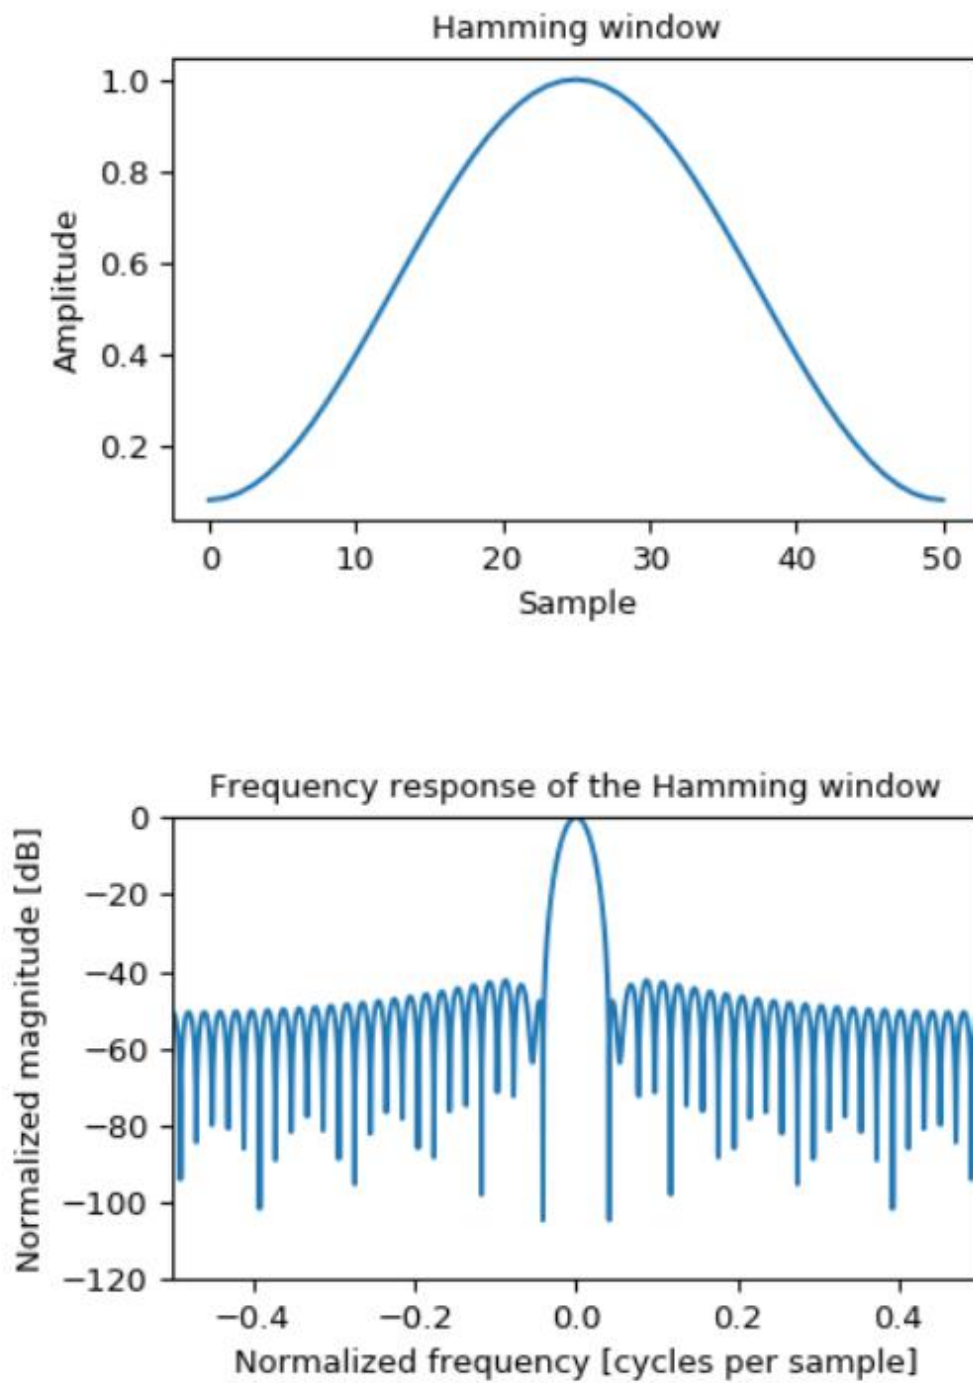 Hamming window
1.0
0.8
0.6
0.4
0.2
Amplitude
0 10 20 30 40 50
Sample
Frequency response of the Hamming window
0
−20
−40
−60
−80
−100
−120
Normalized magnitude [dB]
−0.4 −0.2 0.0 0.2 0.4
Normalized frequency [cycles per sample]